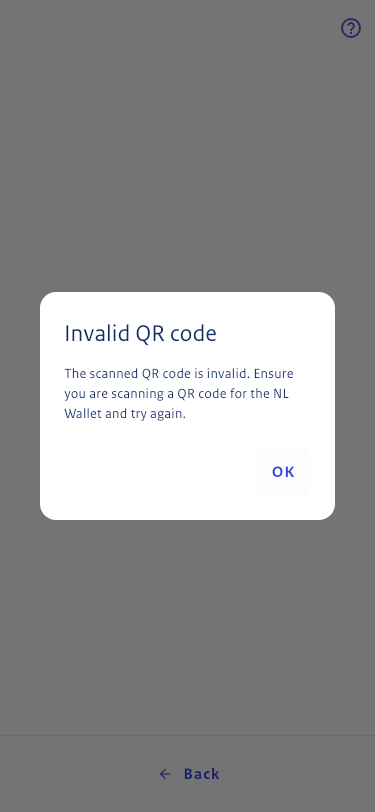 Invalid QR code
The scanned QR code is invalid. Ensure
you are scanning a QR code for the NL
Wallet and try again.
OK
Back